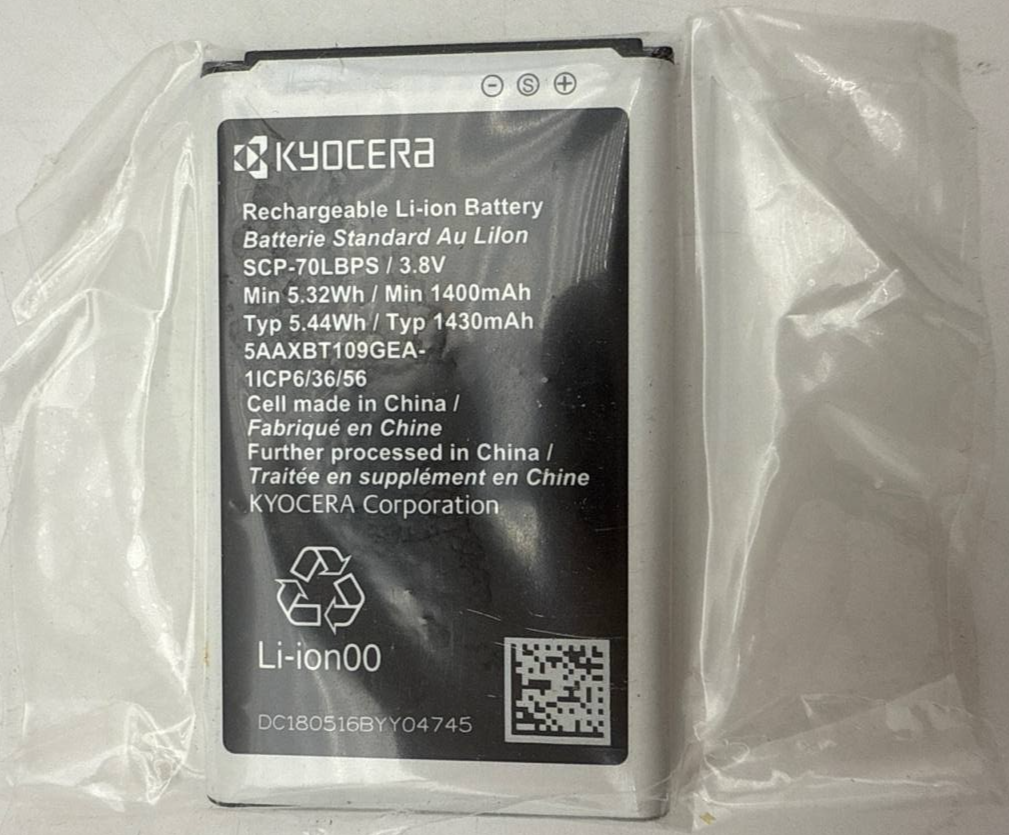 ⊖ Ⓢ ⊕
KYOCERA
Rechargeable Li-ion Battery
Batterie Standard Au LiIon
SCP-70LBPS / 3.8V
Min 5.32Wh / Min 1400mAh
Typ 5.44Wh / Typ 1430mAh
5AAXBT109GEA-
1ICP6/36/56
Cell made in China /
Fabriqué en Chine
Further processed in China /
Traitée en supplément en Chine
KYOCERA Corporation
Li-ion00
DC180516BYY04745